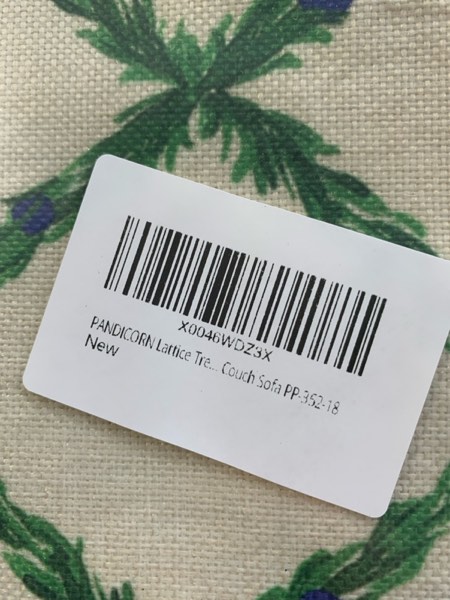 X0046WDZ3X
PANDICORN Lattice Tre... Couch Sofa PP-352-18
New